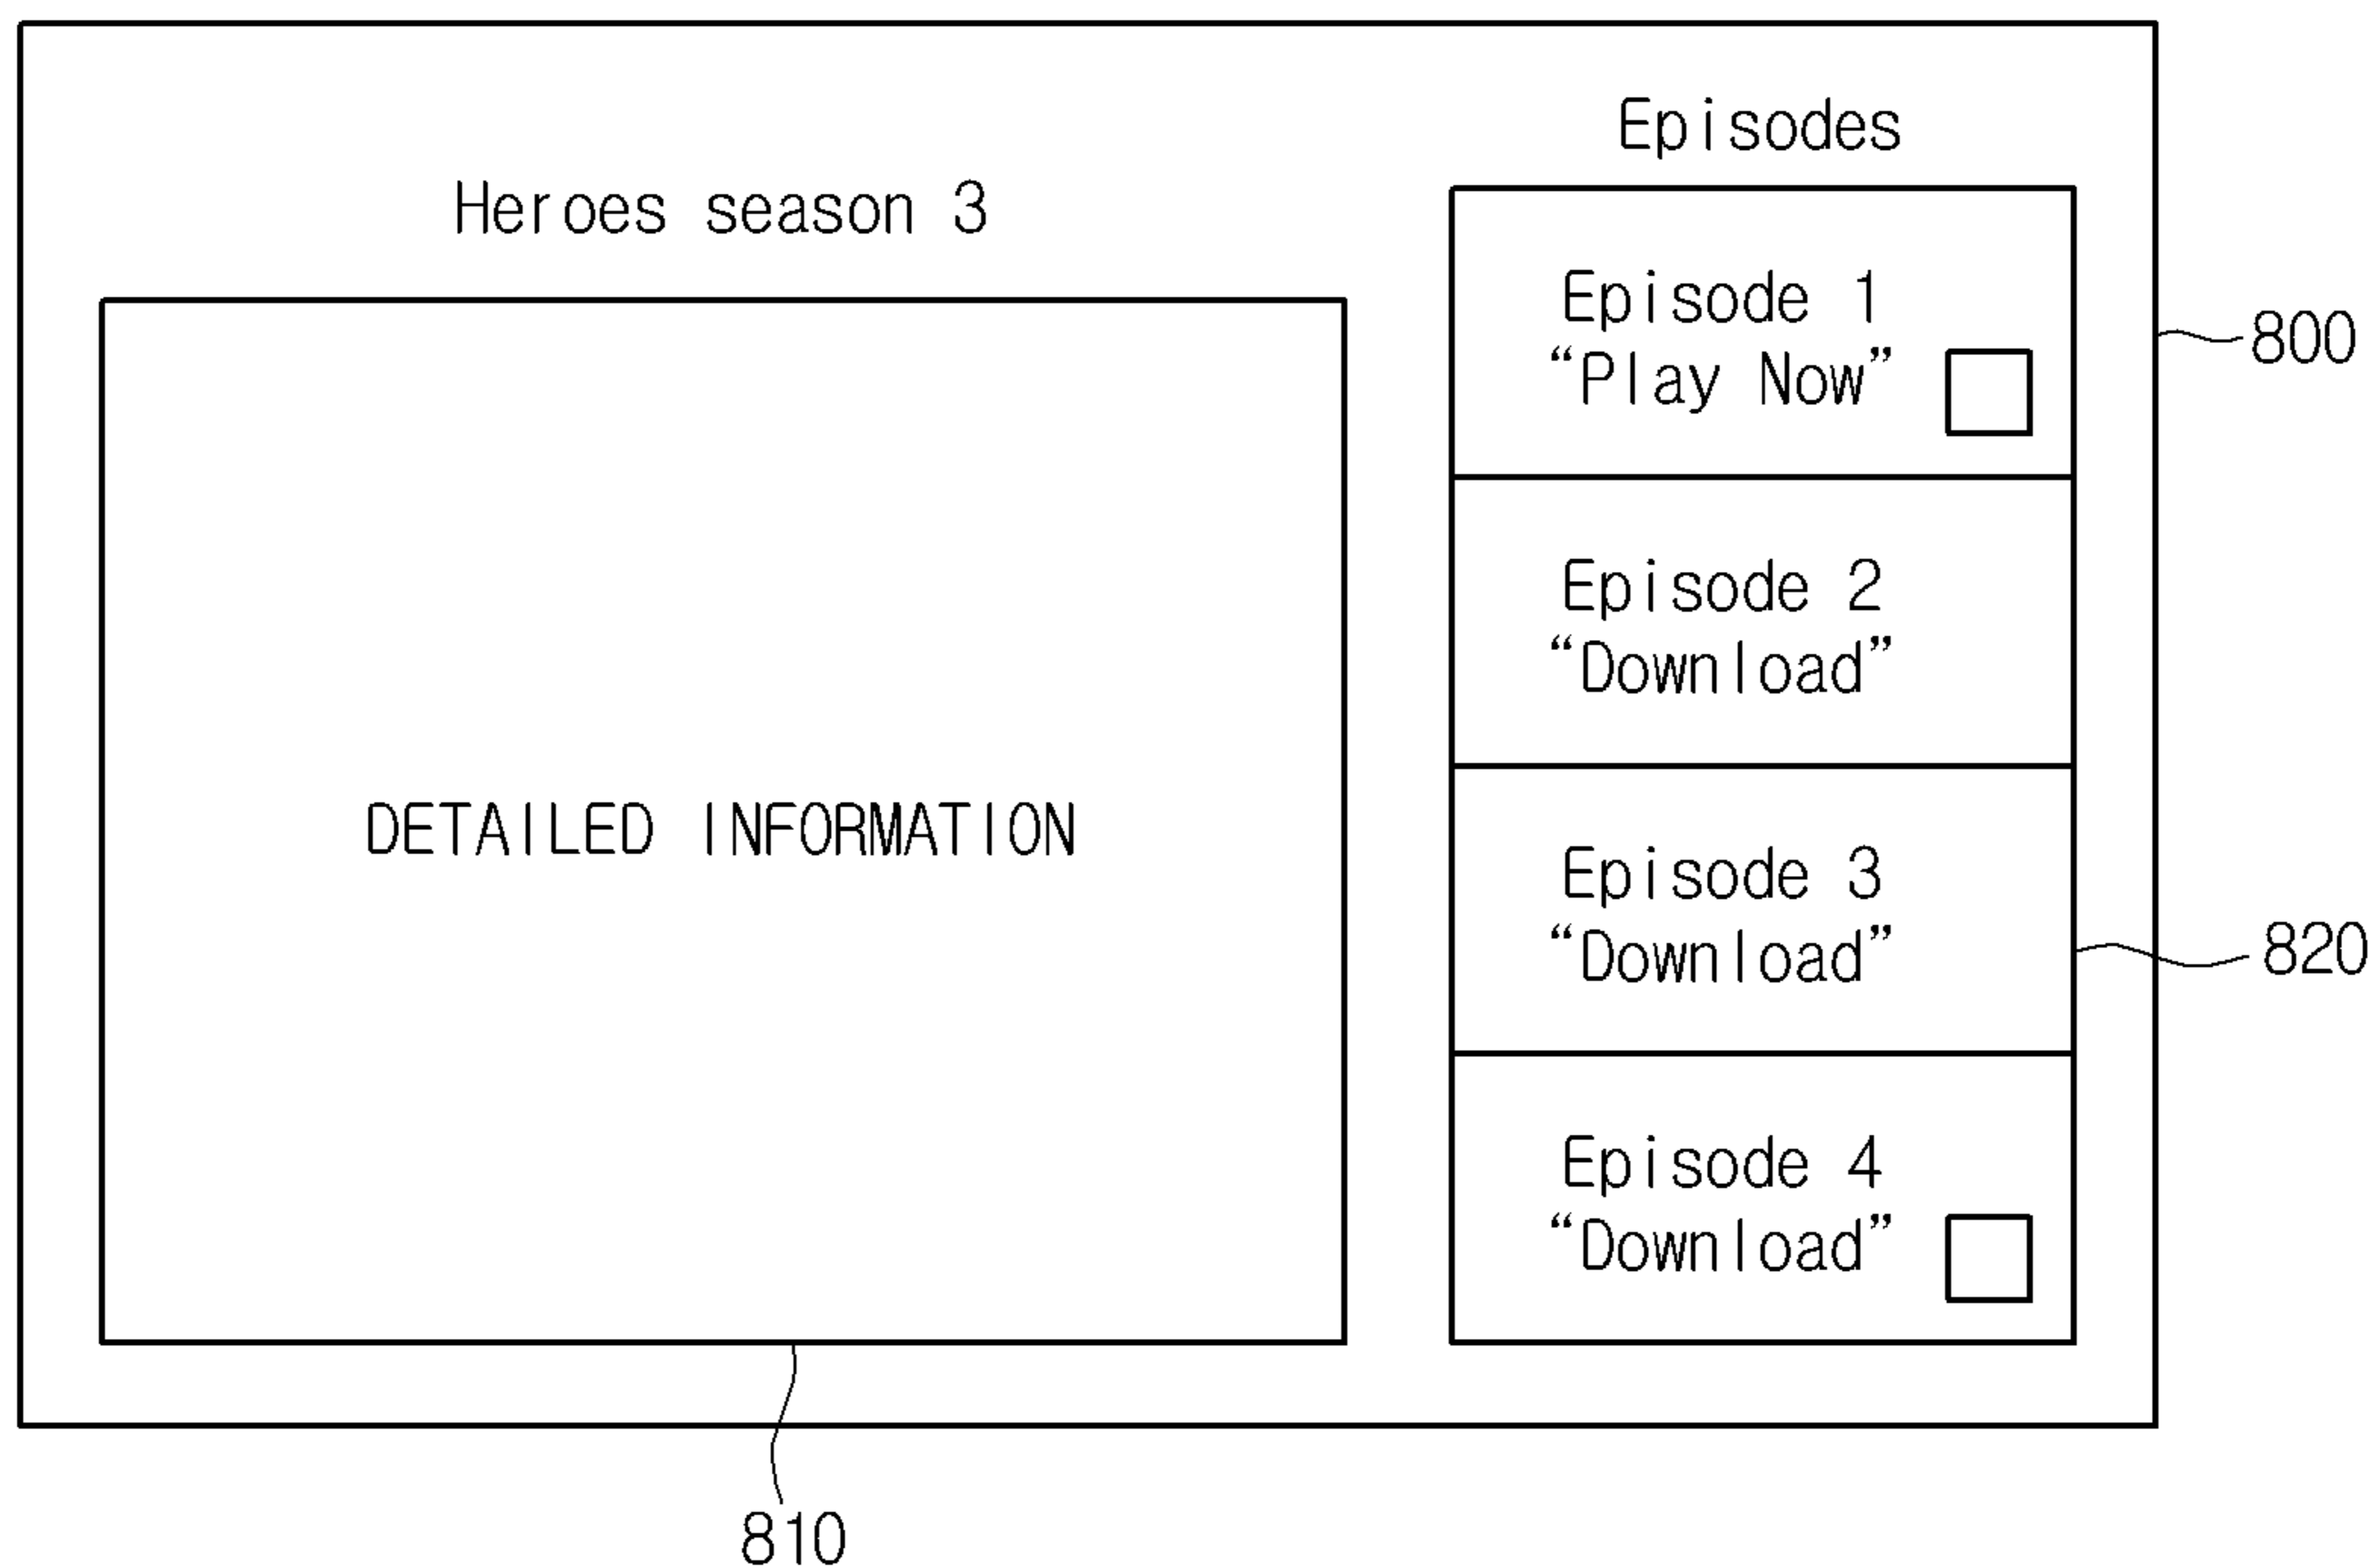 Heroes season 3
DETAILED INFORMATION
Episodes
Episode 1
“Play Now”
Episode 2
“Download”
Episode 3
“Download”
Episode 4
“Download”
800
820
810